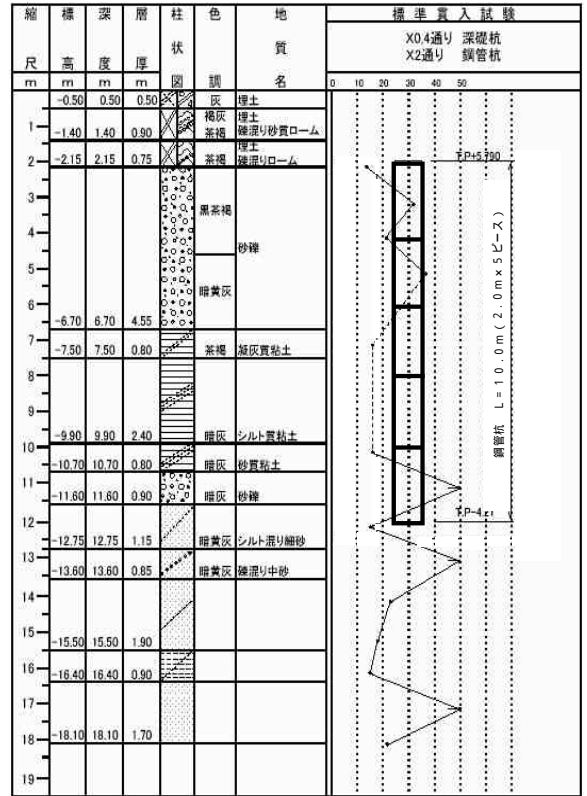 縮尺 標高 深度 層厚 柱状図 色調 地質名 標準貫入試験
X0,4通り 深礎杭
X2通り 鋼管杭
m m m m 0 10 20 30 40 50
-0.50 0.50 0.50 灰 埋土
褐灰 埋土
1 -1.40 1.40 0.90 茶褐 礫混り砂質ローム
埋土
2 -2.15 2.15 0.75 茶褐 礫混りローム
T.P+5.790
3
黒茶褐
4
砂礫
5
暗黄灰
6
-6.70 6.70 4.55
7
-7.50 7.50 0.80 茶褐 凝灰質粘土
8
9
-9.90 9.90 2.40 暗灰 シルト質粘土
10
-10.70 10.70 0.80 暗灰 砂質粘土
11
-11.60 11.60 0.90 暗灰 砂礫
鋼管杭 L=10.0m(2.0m×5ピース)
T.P-4.
12
-12.75 12.75 1.15 暗黄灰 シルト混り細砂
13
-13.60 13.60 0.85 暗黄灰 礫混り中砂
14
15
-15.50 15.50 1.90
16
-16.40 16.40 0.90
17
18 -18.10 18.10 1.70
19